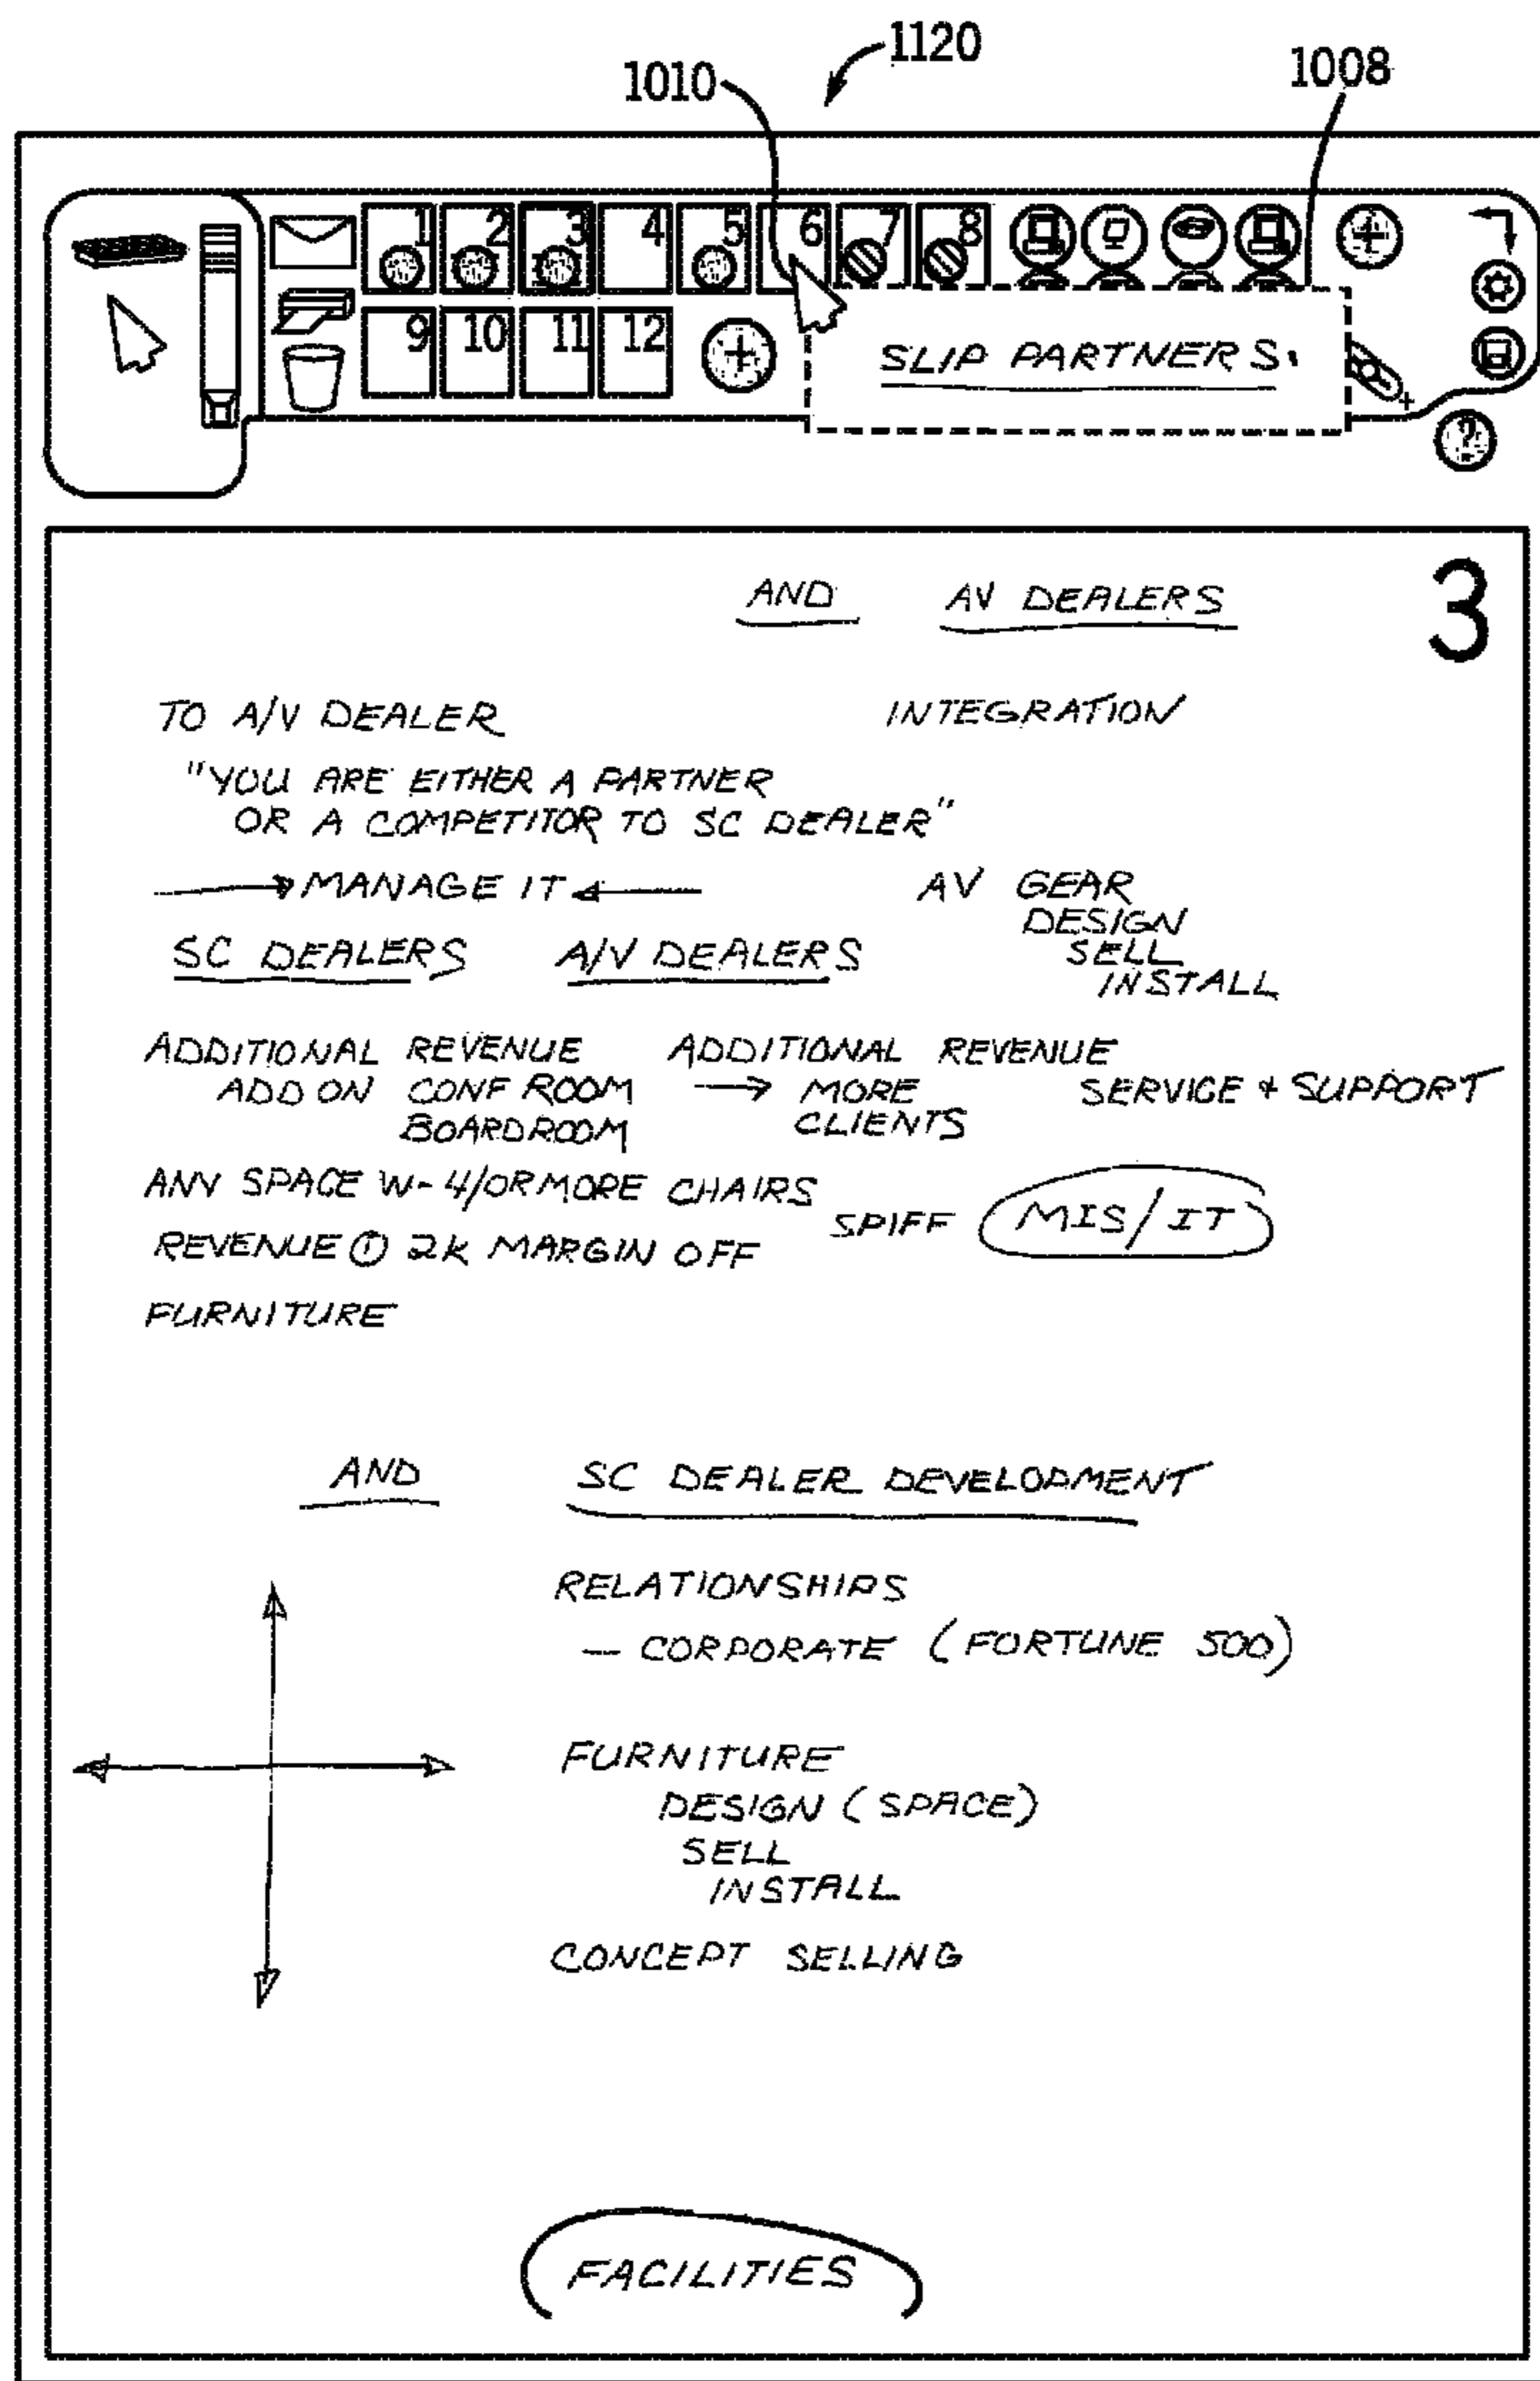 1120
1010
1008
1 2 3 4 5 6 7 8
9 10 11 12
SLIP PARTNERS
?
3
AND AV DEALERS
TO A/V DEALER INTEGRATION
"YOU ARE EITHER A PARTNER
OR A COMPETITOR TO SC DEALER"
MANAGE IT AV GEAR
DESIGN
SC DEALERS A/V DEALERS SELL
INSTALL
ADDITIONAL REVENUE ADDITIONAL REVENUE
ADD ON CONF ROOM → MORE SERVICE + SUPPORT
BOARDROOM CLIENTS
ANY SPACE W- 4/OR MORE CHAIRS
SPIFF MIS/IT
REVENUE ① 2K MARGIN OFF
FURNITURE
AND SC DEALER DEVELOPMENT
RELATIONSHIPS
— CORPORATE (FORTUNE 500)
FURNITURE
DESIGN (SPACE)
SELL
INSTALL
CONCEPT SELLING
FACILITIES